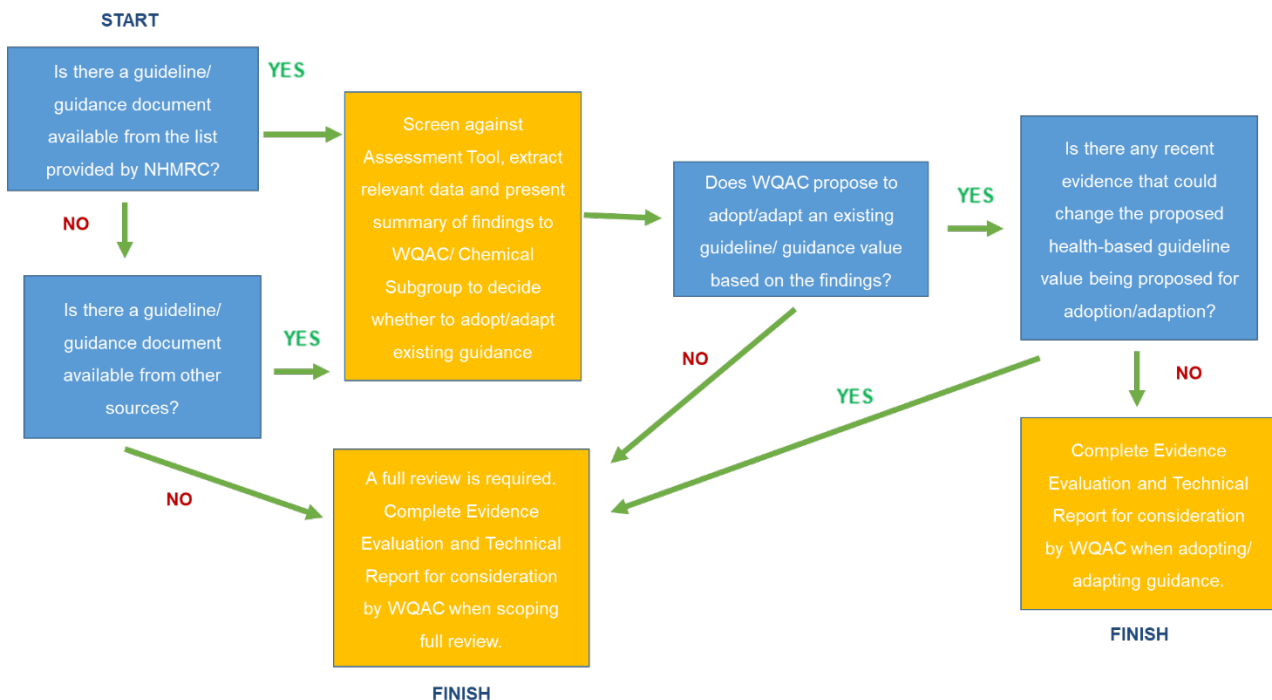 START
Is there a guideline/
guidance document
available from the list
provided by NHMRC?
YES
NO
Is there a guideline/
guidance document
available from other
sources?
YES
NO
Screen against
Assessment Tool, extract
relevant data and present
summary of findings to
WQAC/ Chemical
Subgroup to decide
whether to adopt/adapt
existing guidance
Does WQAC propose to
adopt/adapt an existing
guideline/ guidance value
based on the findings?
YES
NO
Is there any recent
evidence that could
change the proposed
health-based guideline
value being proposed for
adoption/adaption?
YES
NO
A full review is required.
Complete Evidence
Evaluation and Technical
Report for consideration
by WQAC when scoping
full review.
FINISH
Complete Evidence
Evaluation and Technical
Report for consideration
by WQAC when adopting/
adapting guidance.
FINISH